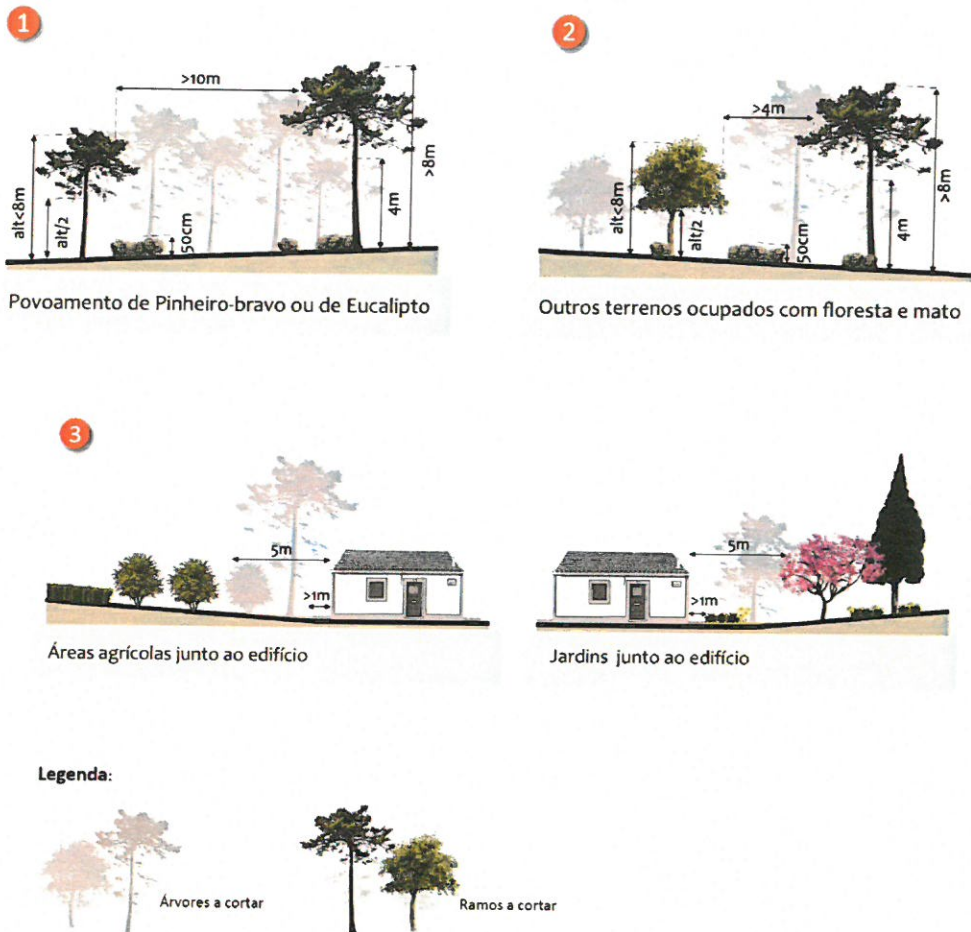 1
>10m
alt<8m
alt/2
50cm
4m
>8m
Povoamento de Pinheiro-bravo ou de Eucalipto
2
>4m
alt<8m
alt/2
50cm
4m
>8m
Outros terrenos ocupados com floresta e mato
3
5m
>1m
Áreas agrícolas junto ao edifício
5m
>1m
Jardins junto ao edifício
Legenda:
Árvores a cortar
Ramos a cortar